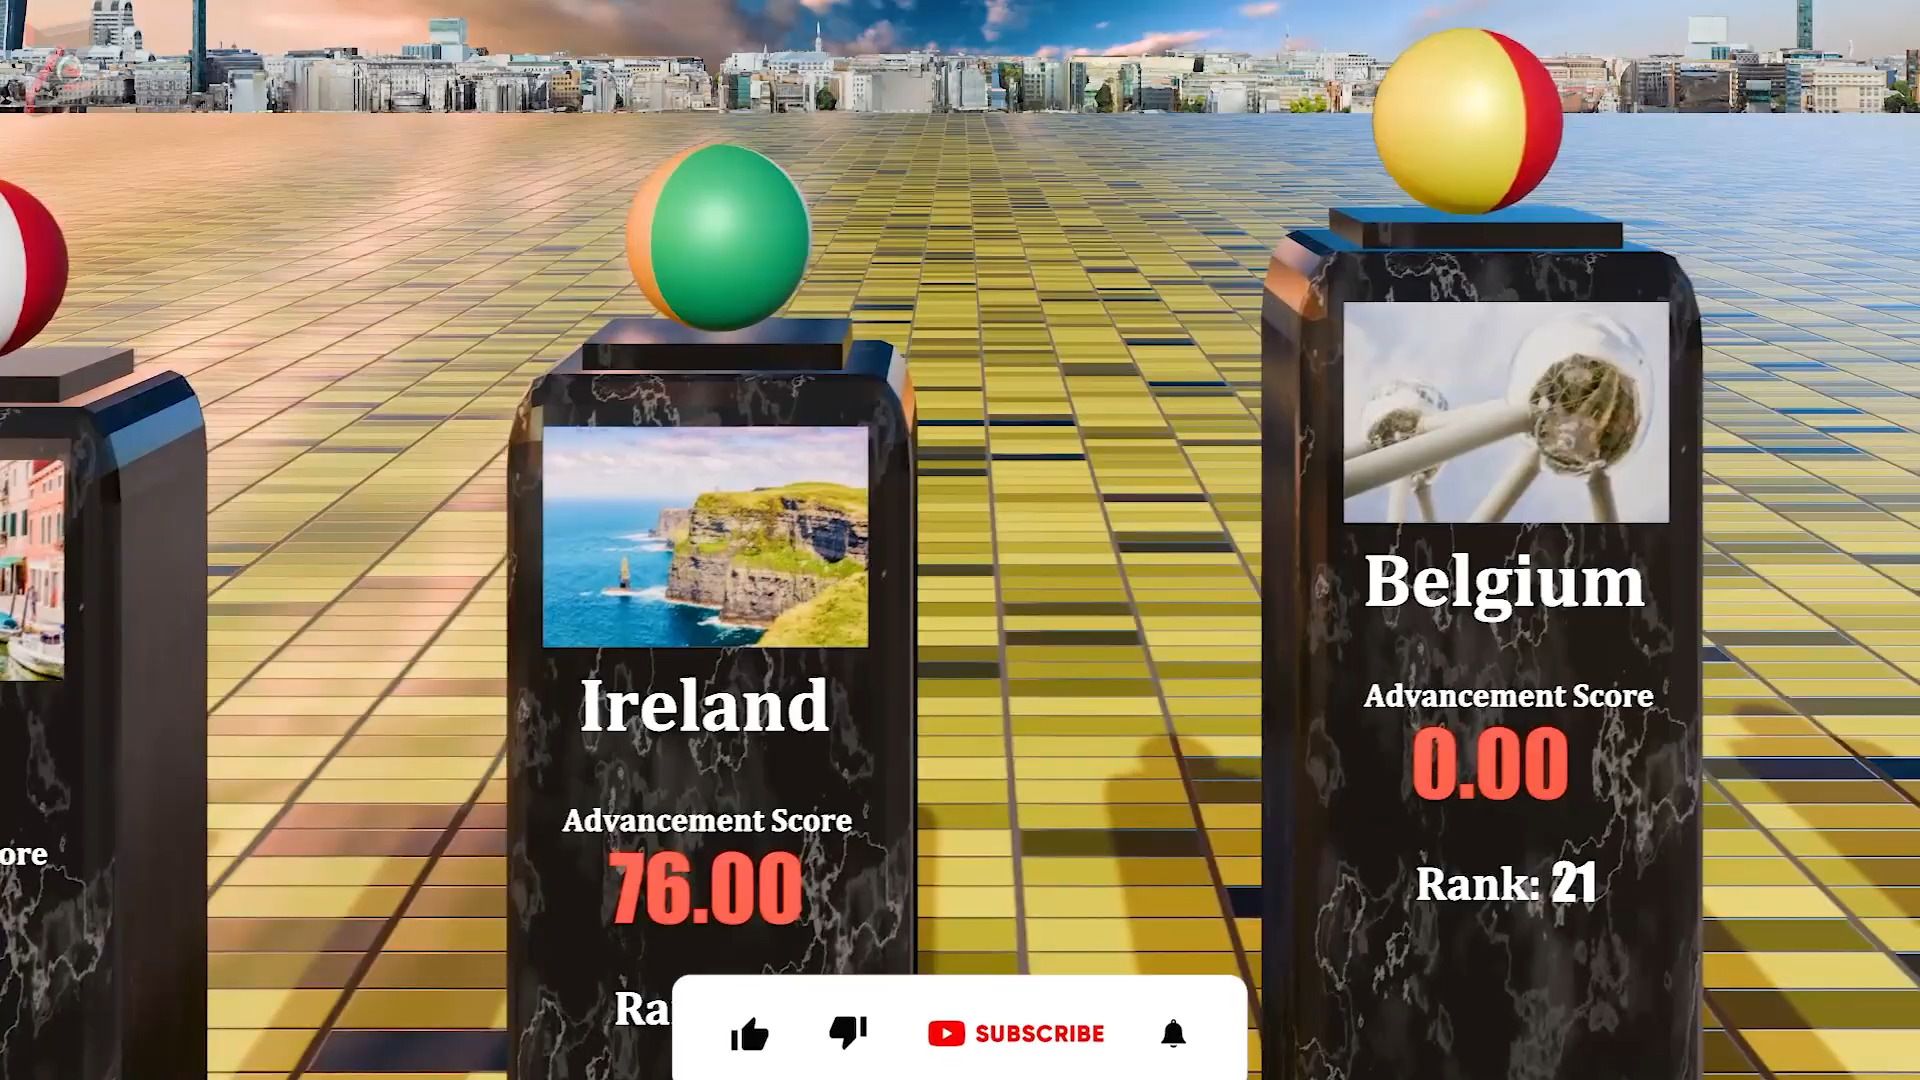 ore
Ireland
Advancement Score
76.00
Ra
Belgium
Advancement Score
0.00
Rank: 21
SUBSCRIBE